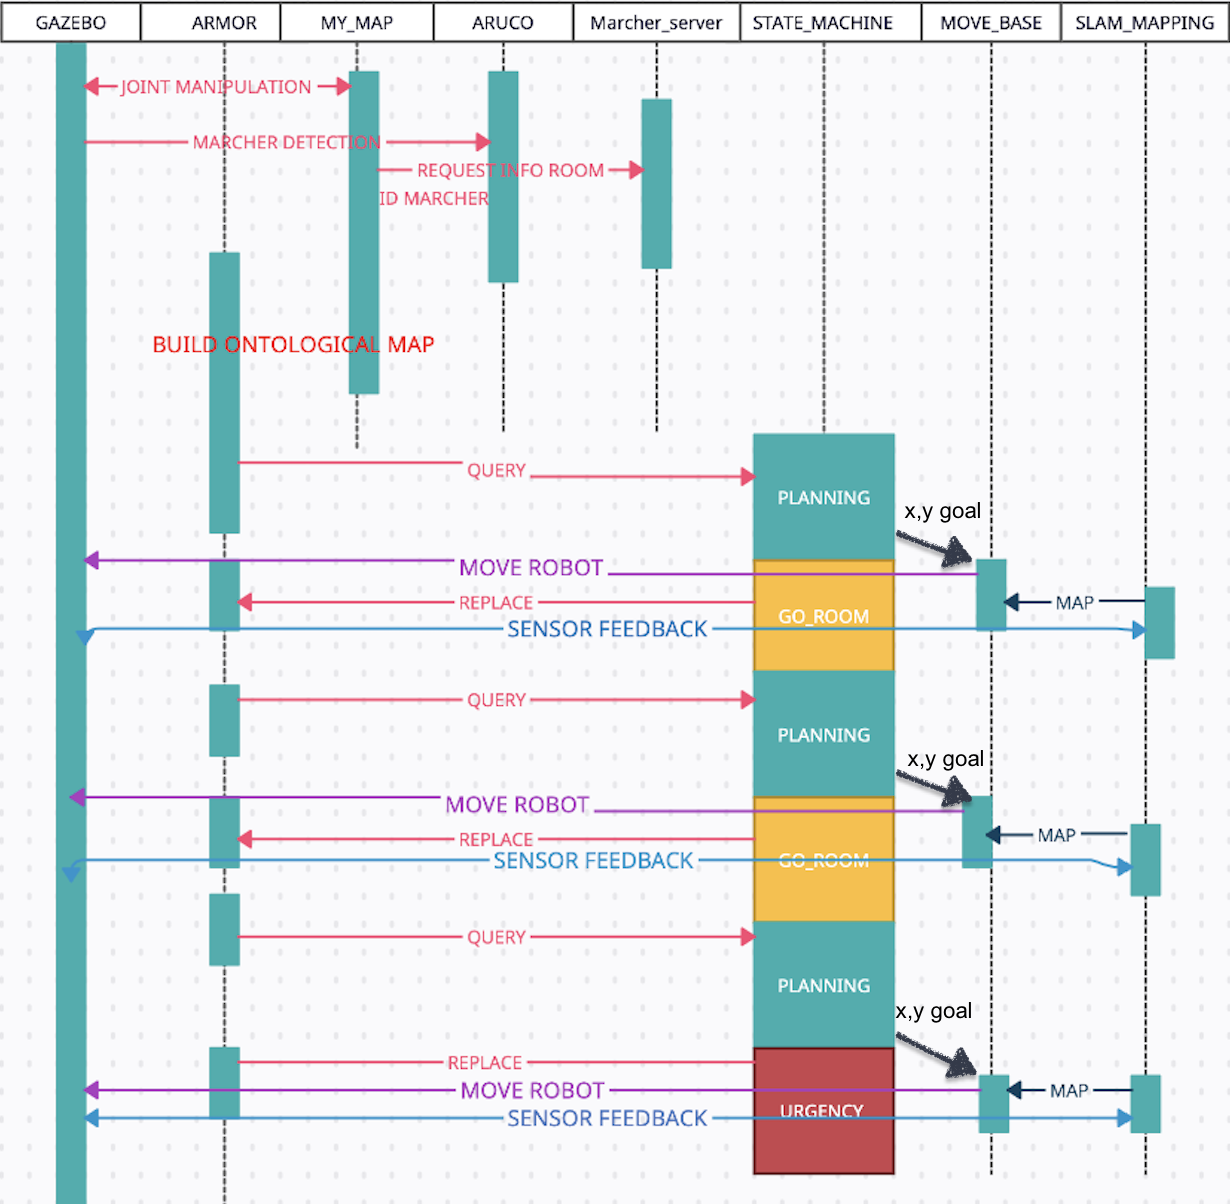 GAZEBO ARMOR MY_MAP ARUCO Marcher_server STATE_MACHINE MOVE_BASE SLAM_MAPPING
JOINT MANIPULATION
MARCHER DETECTION
REQUEST INFO ROOM
ID MARCHER
BUILD ONTOLOGICAL MAP
QUERY
PLANNING
x,y goal
MOVE ROBOT
REPLACE MAP
GO_ROOM
SENSOR FEEDBACK
QUERY
PLANNING
x,y goal
MOVE ROBOT
REPLACE MAP
SENSOR FEEDBACK GO_ROOM
QUERY
PLANNING
x,y goal
REPLACE
MOVE ROBOT MAP
URGENCY
SENSOR FEEDBACK